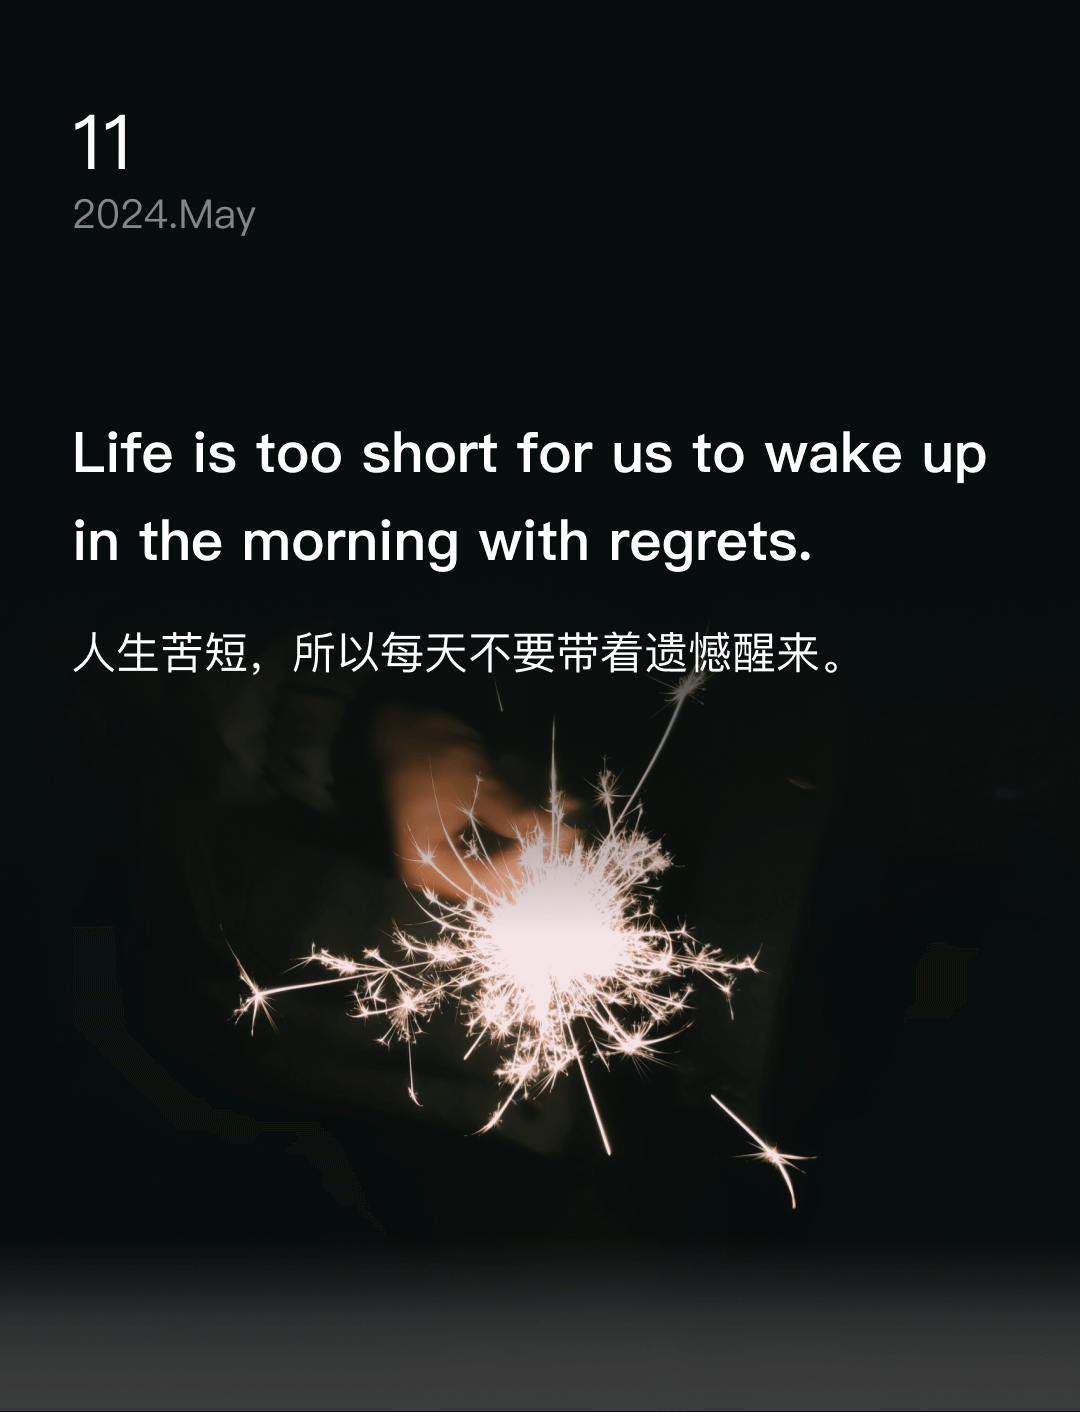 11
2024.May
Life is too short for us to wake up
in the morning with regrets.
人生苦短，所以每天不要带着遗憾醒来。